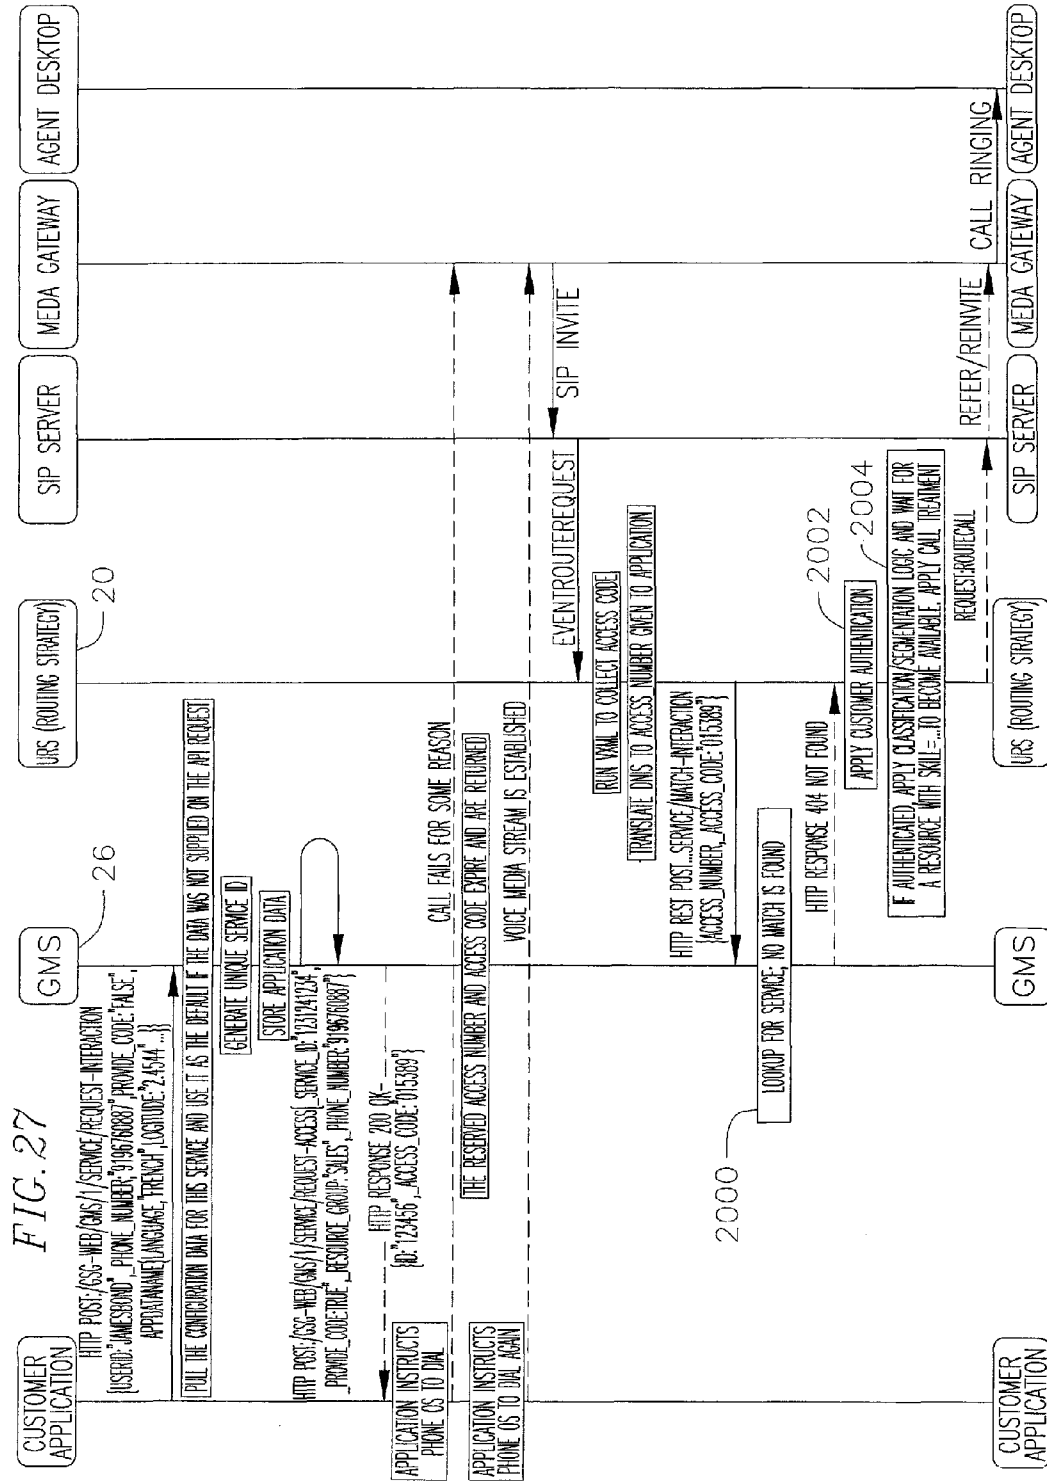 FIG. 27
CUSTOMER
APPLICATION
GMS
26
URS (ROUTING STRATEGY)
20
SIP SERVER
MEDA GATEWAY
AGENT DESKTOP
HTTP POST:/GSG-WEB/GMS/1/SERVICE/REQUEST-INTERACTION
{USERID:"JAMESBOND",_PHONE_NUMBER;"9196760887",PROVIDE_CODE:"FALSE",
APPDATANAME}LANGUAGE,"FRENCH",LOGITUDE:"2.4544"...}}
PULL THE CONFIGURATION DATA FOR THIS SERVICE AND USE IT AS THE DEFAULT IF THE DATA WAS NOT SUPPLIED ON THE API REQUEST
GENERATE UNIQUE SERVICE ID
STORE APPLICATION DATA
HTTP POST:/GSG-WEB/GMS/1/SERVICE/REQUEST-ACCESS{_SERVICE_ID:"1231241234",
_PROVIDE_CODE:TRUE",_RESOURCE_GROUP:"SALES",_PHONE_NUMBER:"9196760887"}
HTTP RESPONSE 200 OK-
{ID:"123456",_ACCESS_CODE:"015389"}
APPLICATION INSTRUCTS
PHONE OS TO DIAL
CALL FAILS FOR SOME REASON
THE RESERVED ACCESS NUMBER AND ACCESS CODE EXPIRE AND ARE RETURNED
APPLICATION INSTRUCTS
PHONE OS TO DIAL AGAIN
VOICE MEDIA STREAM IS ESTABLISHED
SIP INVITE
EVENTROUTEREQUEST
RUN VXML TO COLLECT ACCESS CODE
TRANSLATE DNIS TO ACCESS NUMBER GIVEN TO APPLICATION
HTTP REST POST...SERVICE/MATCH-INTERACTION
{ACCESS_NUMBER,_ACCESS_CODE:"015389"}
2000
LOOKUP FOR SERVICE; NO MATCH IS FOUND
HTTP RESPONSE 404 NOT FOUND
2002
APPLY CUSTOMER AUTHENTICATION
2004
IF AUTHENTICATED, APPLY CLASSIFICATION/SEGMENTATION LOGIC AND WAIT FOR
A RESOURCE WITH SKILL=...TO BECOME AVAILABLE. APPLY CALL TREATMENT
REQUEST:ROUTECALL
REFER/REINVITE
CALL RINGING
CUSTOMER
APPLICATION
GMS
URS (ROUTING STRATEGY)
SIP SERVER
MEDA GATEWAY
AGENT DESKTOP